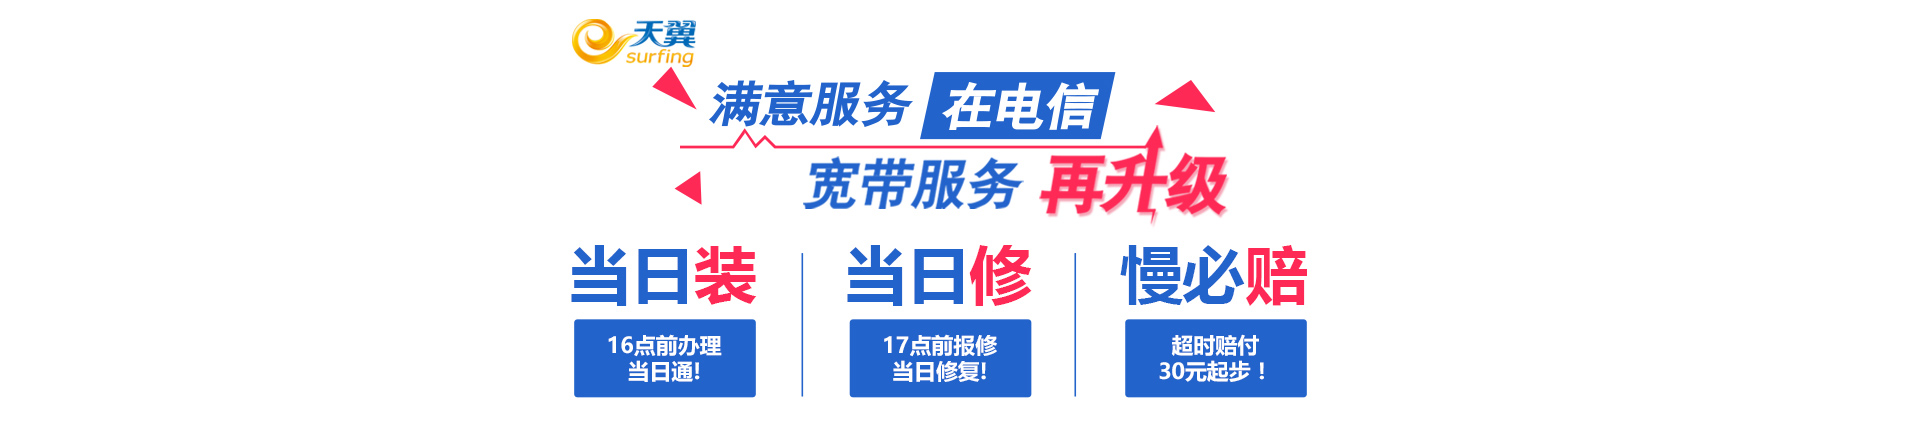 天翼
surfing
满意服务 在电信
宽带服务 再升级
当日装
16点前办理
当日通!
当日修
17点前报修
当日修复!
慢必赔
超时赔付
30元起步！